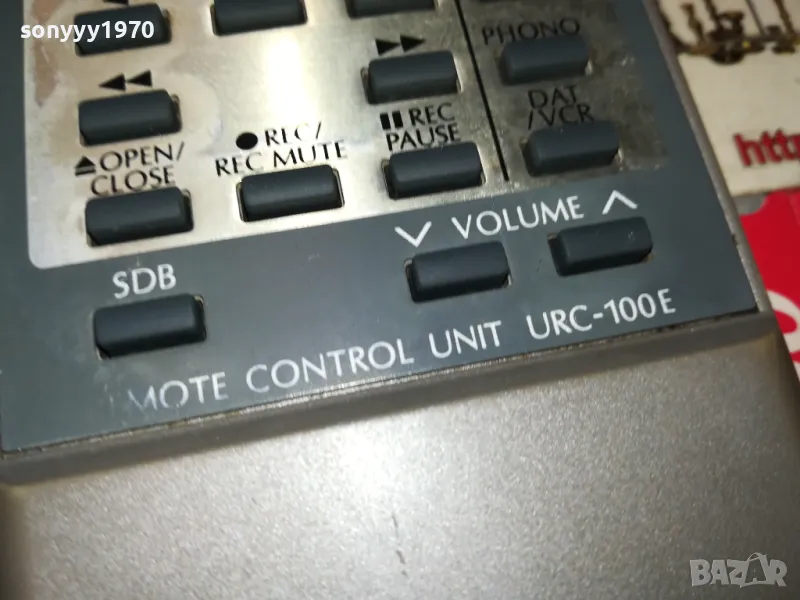 sonyyy1970
PHONO
◀◀
▶▶
DAT
/VCR
⏏OPEN/
CLOSE
●REC/
REC MUTE
⏸REC
PAUSE
∨ VOLUME ∧
SDB
MOTE CONTROL UNIT URC-100E
htt
BAZAR